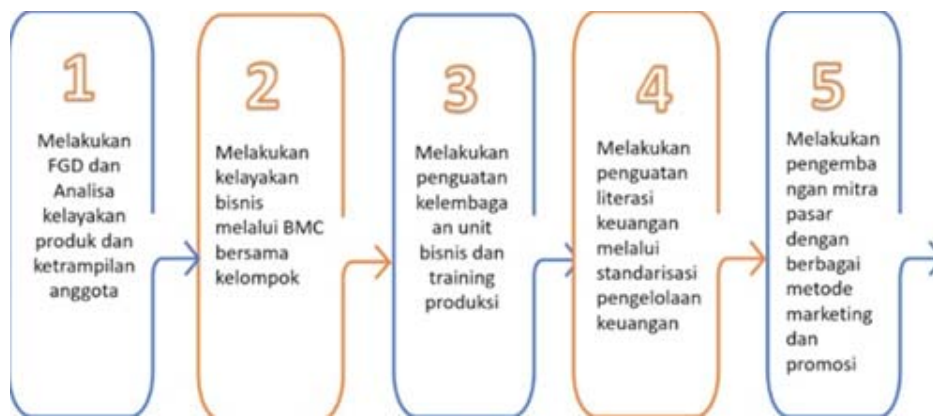 1
Melakukan
FGD dan
Analisa
kelayakan
produk dan
ketrampilan
anggota
2
Melakukan
kelayakan
bisnis
melalui BMC
bersama
kelompok
3
Melakukan
penguatan
kelembaga
an unit
bisnis dan
training
produksi
4
Melakukan
penguatan
literasi
keuangan
melalui
standarisasi
pengelolaan
keuangan
5
Melakukan
pengemba
ngan mitra
pasar
dengan
berbagai
metode
marketing
dan
promosi